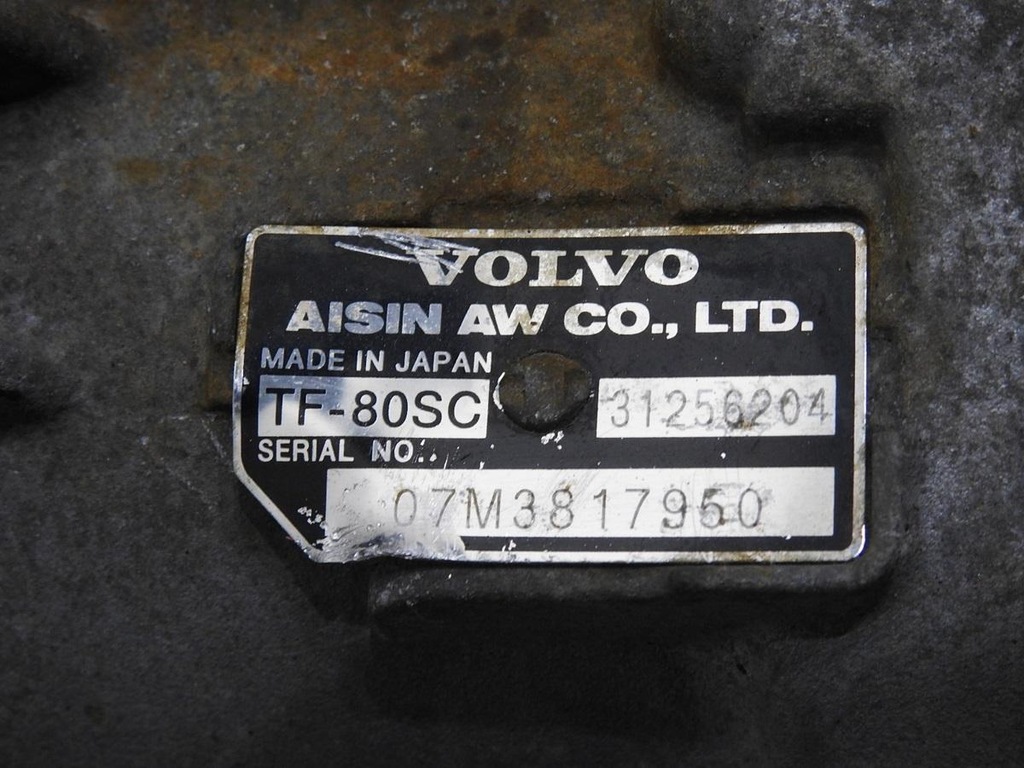 VOLVO
AISIN AW CO., LTD.
MADE IN JAPAN
TF-80SC 31256204
SERIAL NO.
07M3817950